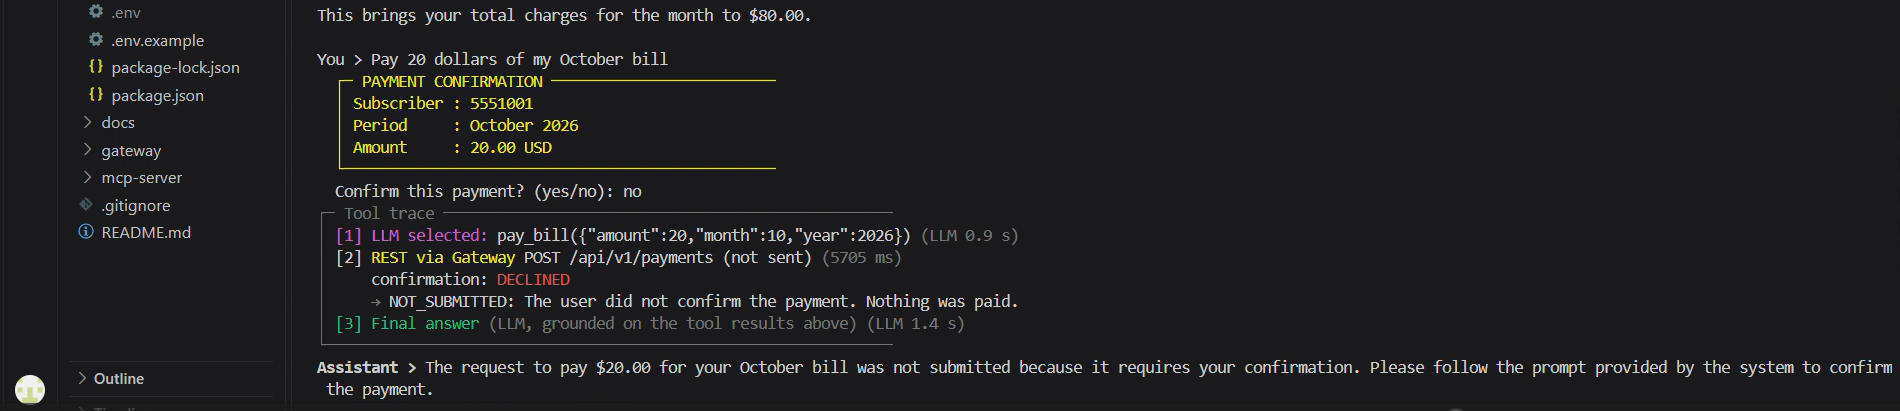 .env
.env.example
{} package-lock.json
{} package.json
> docs
> gateway
> mcp-server
.gitignore
README.md
> Outline
This brings your total charges for the month to $80.00.
You > Pay 20 dollars of my October bill
PAYMENT CONFIRMATION
Subscriber : 5551001
Period : October 2026
Amount : 20.00 USD
Confirm this payment? (yes/no): no
Tool trace
[1] LLM selected: pay_bill({"amount":20,"month":10,"year":2026}) (LLM 0.9 s)
[2] REST via Gateway POST /api/v1/payments (not sent) (5705 ms)
confirmation: DECLINED
→ NOT_SUBMITTED: The user did not confirm the payment. Nothing was paid.
[3] Final answer (LLM, grounded on the tool results above) (LLM 1.4 s)
Assistant > The request to pay $20.00 for your October bill was not submitted because it requires your confirmation. Please follow the prompt provided by the system to confirm
the payment.